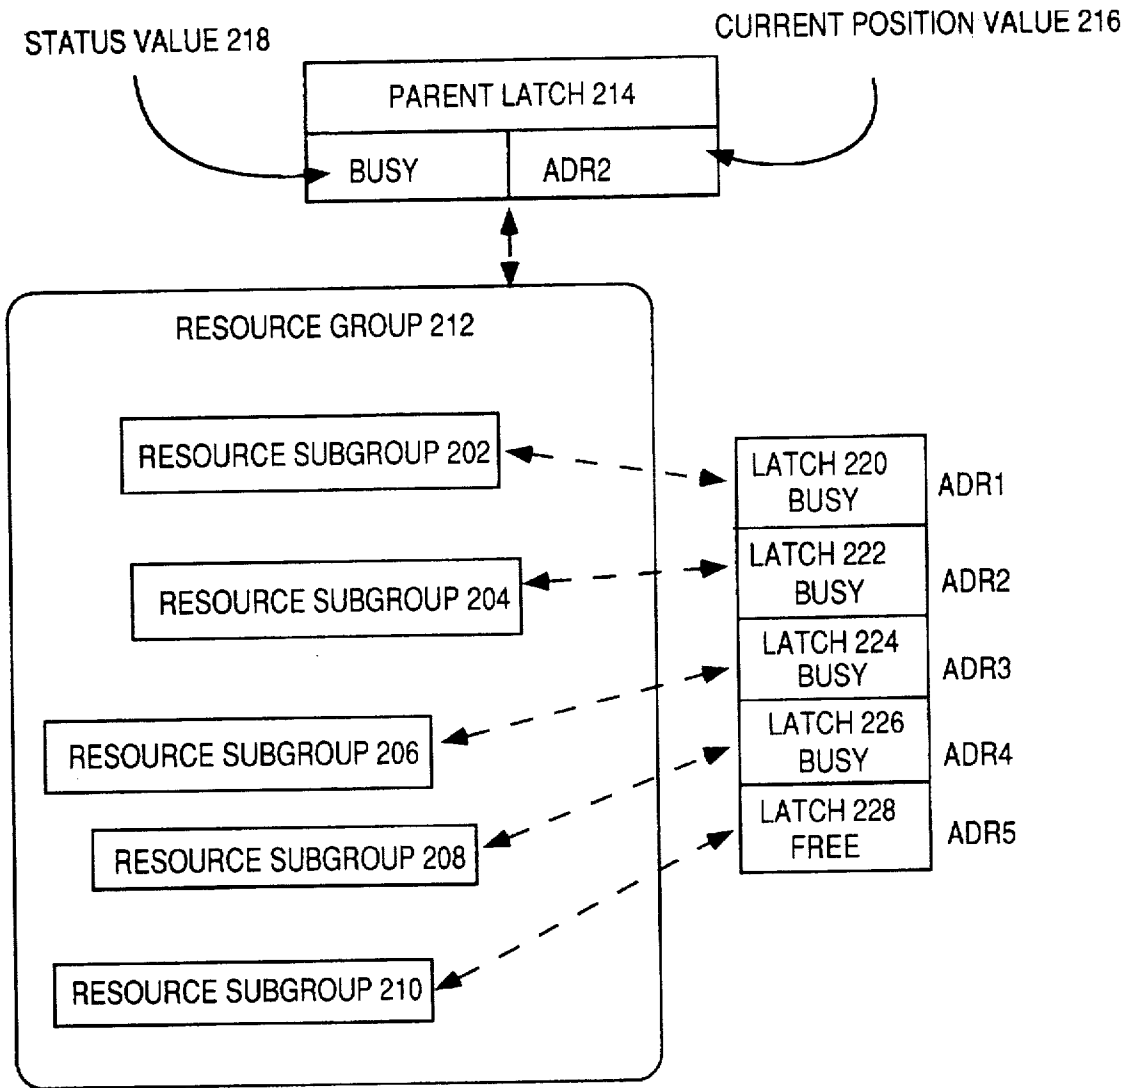 STATUS VALUE 218
CURRENT POSITION VALUE 216
PARENT LATCH 214
BUSY
ADR2
RESOURCE GROUP 212
RESOURCE SUBGROUP 202
RESOURCE SUBGROUP 204
RESOURCE SUBGROUP 206
RESOURCE SUBGROUP 208
RESOURCE SUBGROUP 210
LATCH 220
BUSY
ADR1
LATCH 222
BUSY
ADR2
LATCH 224
BUSY
ADR3
LATCH 226
BUSY
ADR4
LATCH 228
FREE
ADR5